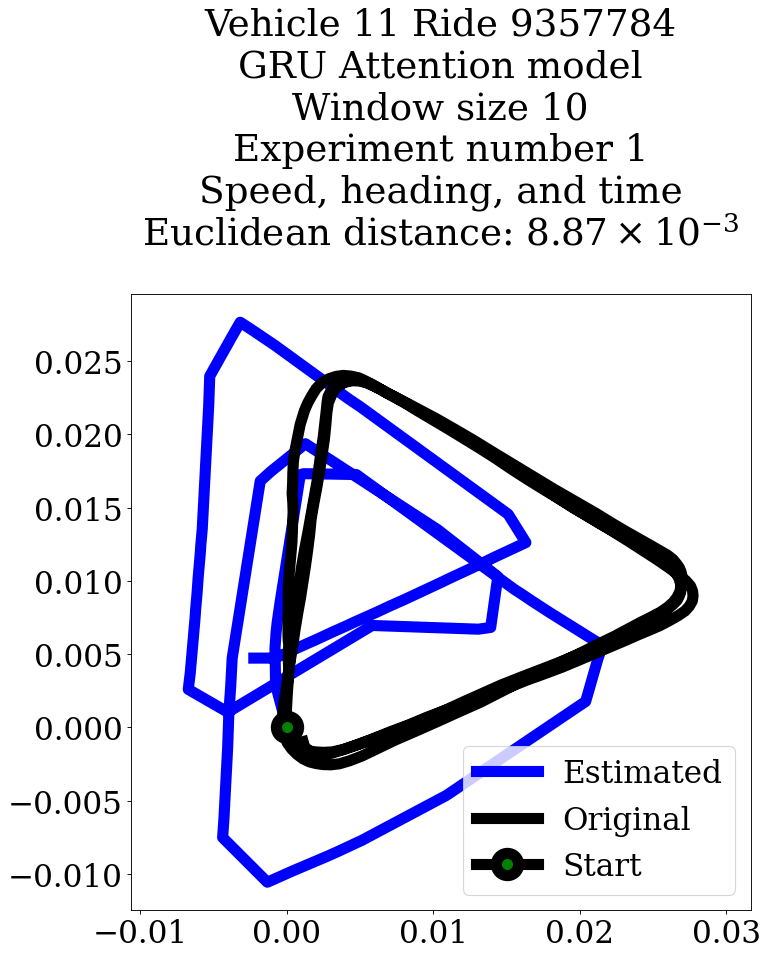 Vehicle 11 Ride 9357784
GRU Attention model
Window size 10
Experiment number 1
Speed, heading, and time
Euclidean distance: 8.87 × 10⁻³
0.025
0.020
0.015
0.010
0.005
0.000
−0.005
−0.010
Estimated
Original
Start
−0.01 0.00 0.01 0.02 0.03